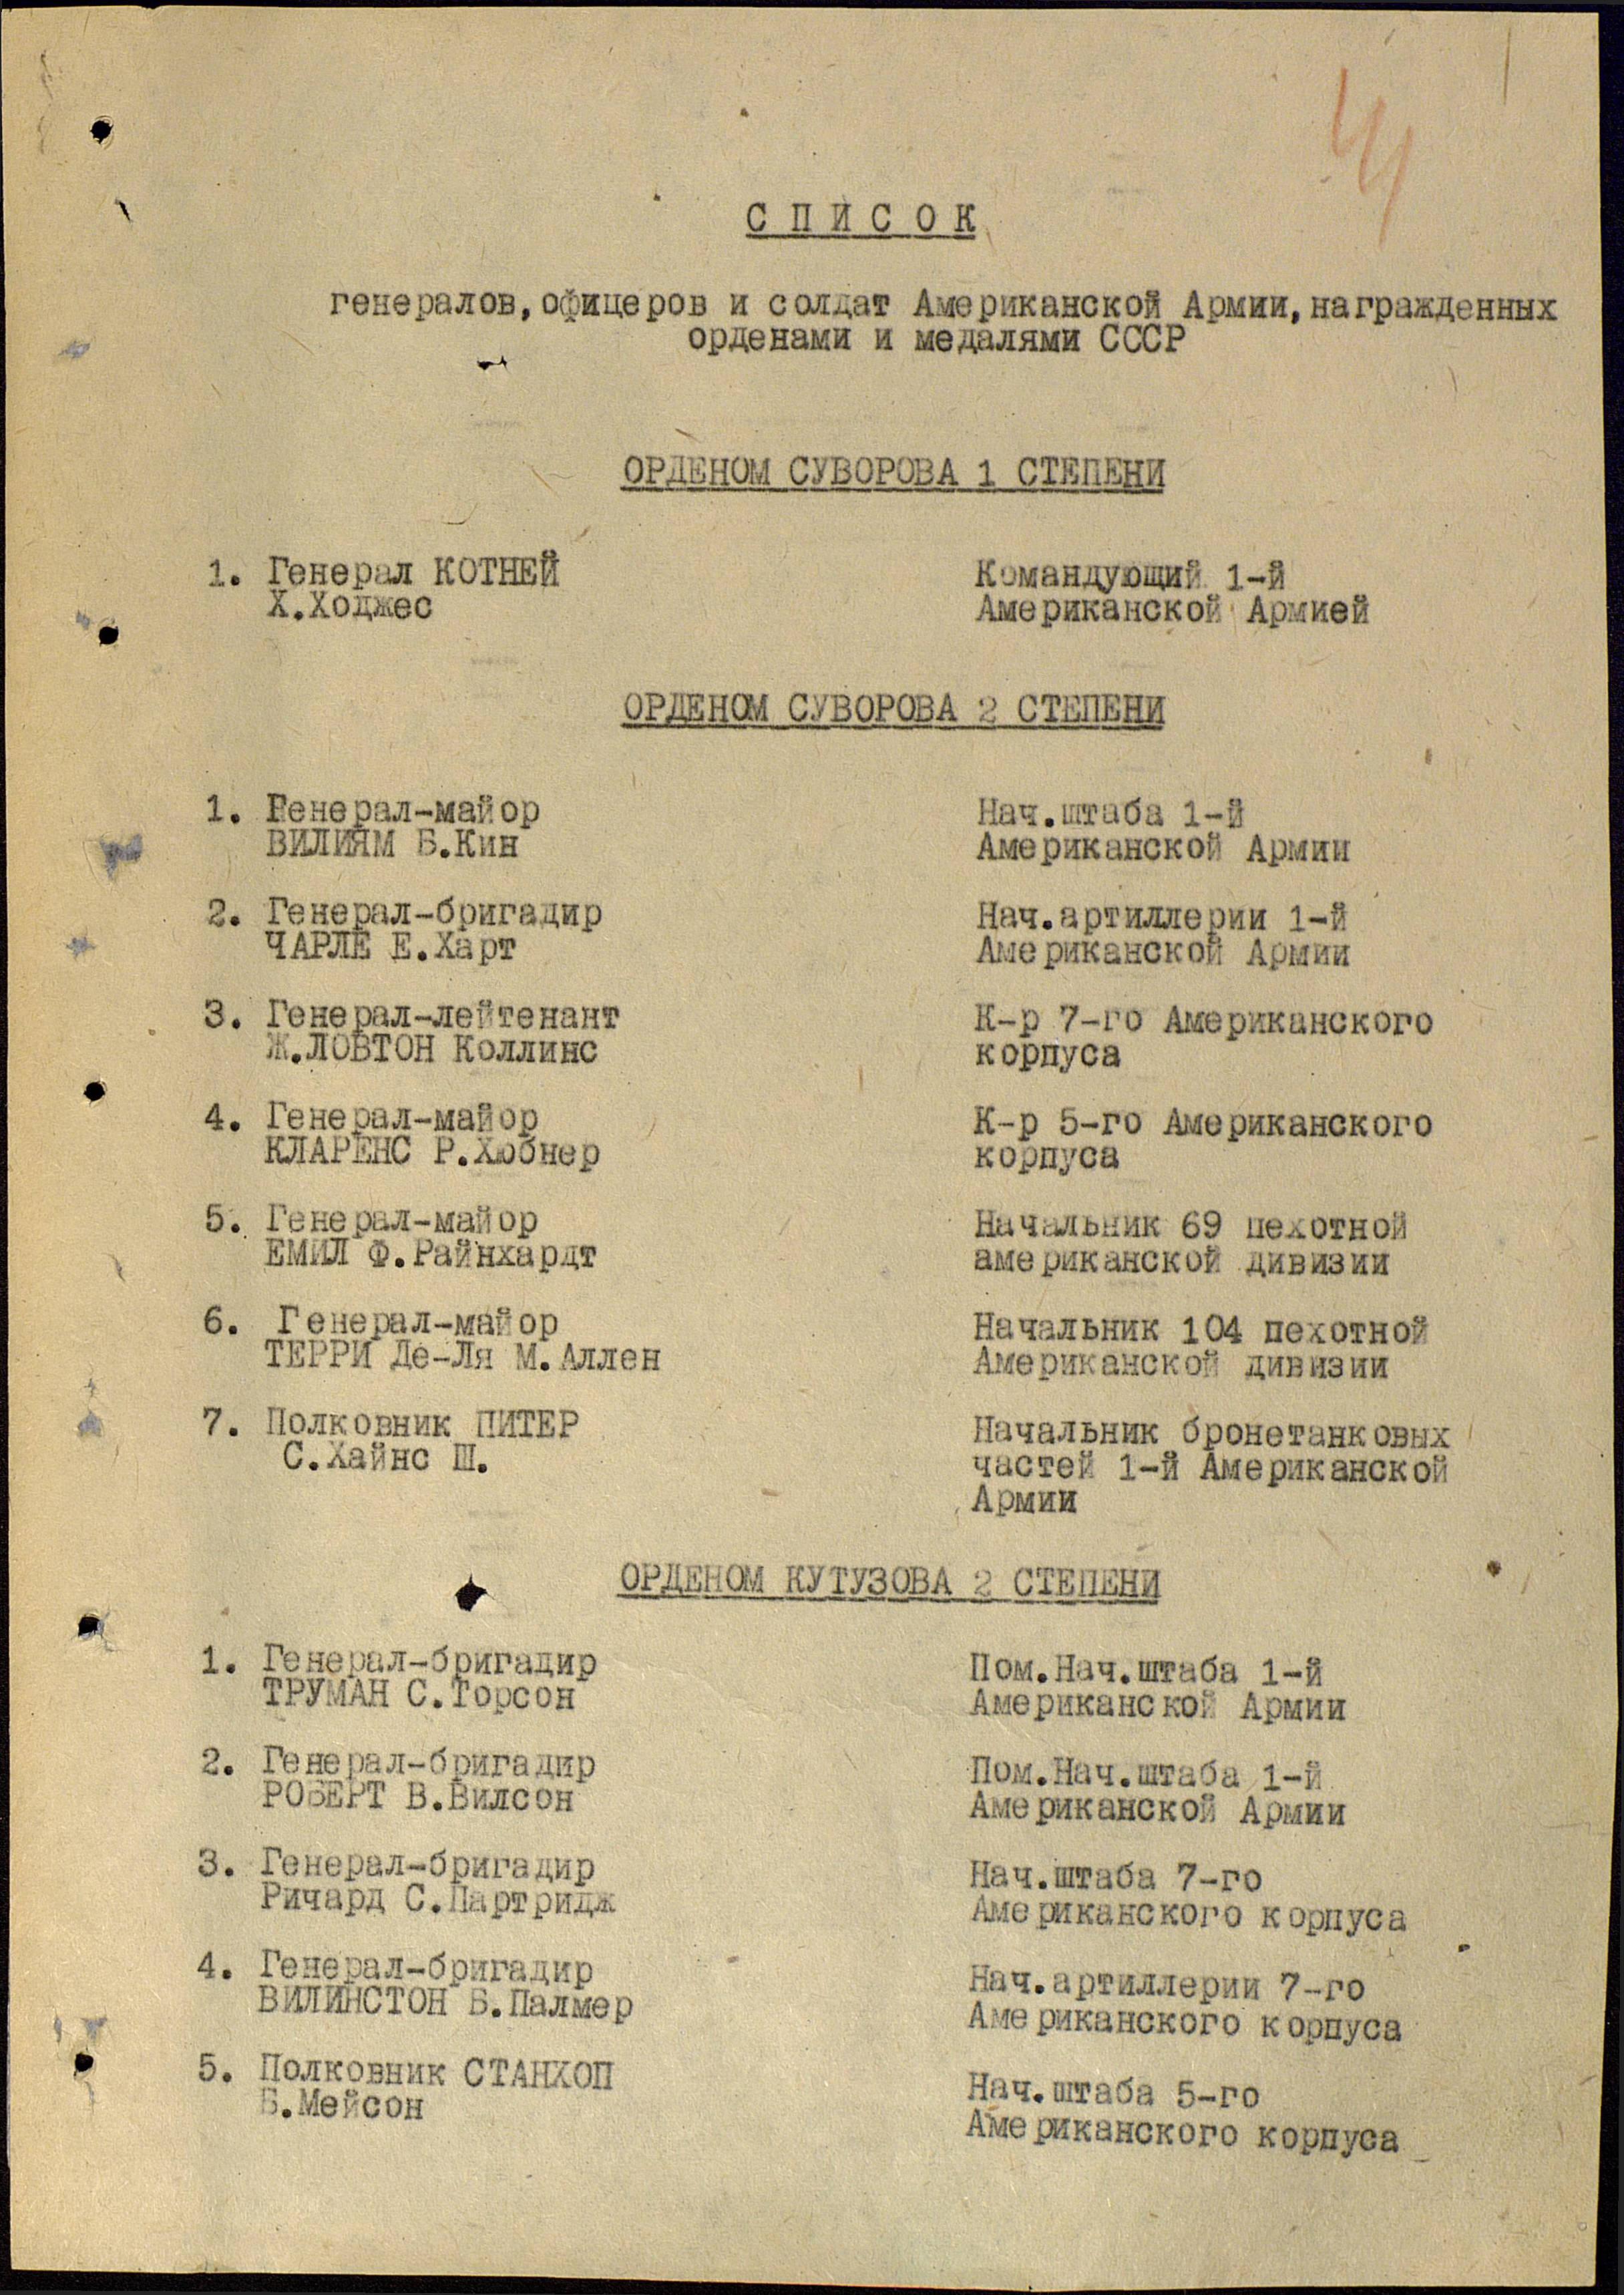 С П И С О К
генералов, офицеров и солдат Американской Армии, награжденных
орденами и медалями СССР
ОРДЕНОМ СУВОРОВА 1 СТЕПЕНИ
1. Генерал КОТНЕЙ Командующий 1-й
Х.Ходжес Американской Армией
ОРДЕНОМ СУВОРОВА 2 СТЕПЕНИ
1. Генерал-майор Нач.штаба 1-й
ВИЛИЯМ Б.Кин Американской Армии
2. Генерал-бригадир Нач.артиллерии 1-й
ЧАРЛЕ Е.Харт Американской Армии
3. Генерал-лейтенант К-р 7-го Американского
Ж.ЛОВТОН Коллинс корпуса
4. Генерал-майор К-р 5-го Американского
КЛАРЕНС Р.Хюбнер корпуса
5. Генерал-майор Начальник 69 пехотной
ЕМИЛ Ф.Райнхардт американской дивизии
6. Генерал-майор Начальник 104 пехотной
ТЕРРИ Де-Ля М.Аллен Американской дивизии
7. Полковник ПИТЕР Начальник бронетанковых
С.Хайнс Ш. частей 1-й Американской
Армии
ОРДЕНОМ КУТУЗОВА 2 СТЕПЕНИ
1. Генерал-бригадир Пом.Нач.штаба 1-й
ТРУМАН С.Торсон Американской Армии
2. Генерал-бригадир Пом.Нач.штаба 1-й
РОБЕРТ В.Вилсон Американской Армии
3. Генерал-бригадир Нач.штаба 7-го
Ричард С.Партридж Американского корпуса
4. Генерал-бригадир Нач.артиллерии 7-го
ВИЛИНСТОН Б.Палмер Американского корпуса
5. Полковник СТАНХОП Нач.штаба 5-го
Б.Мейсон Американского корпуса